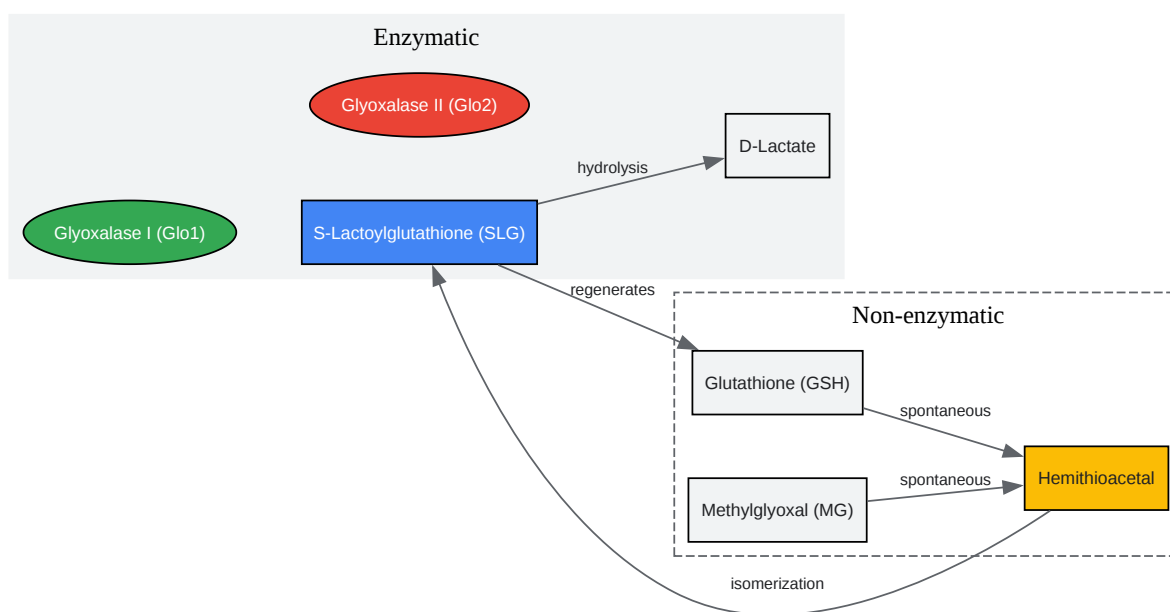 Enzymatic
Glyoxalase II (Glo2)
D-Lactate
hydrolysis
Glyoxalase I (Glo1)
S-Lactoylglutathione (SLG)
regenerates
Non-enzymatic
Glutathione (GSH)
spontaneous
Hemithioacetal
spontaneous
Methylglyoxal (MG)
isomerization